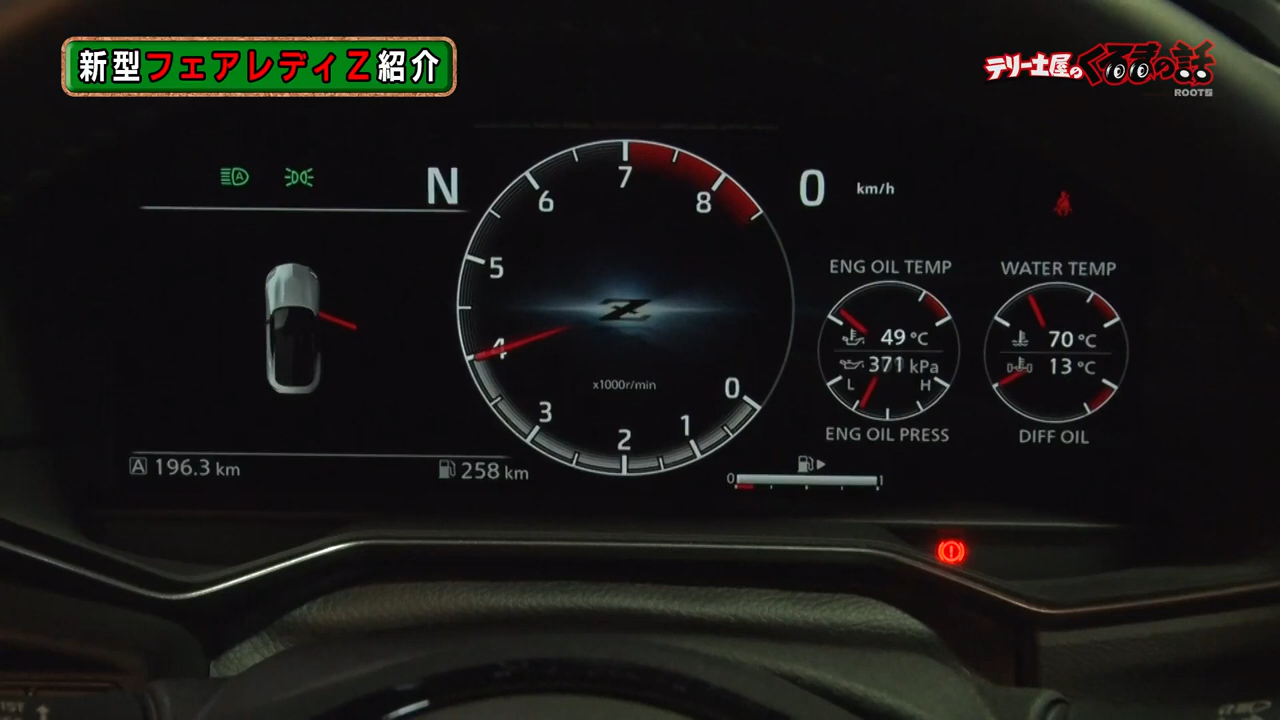 新型フェアレディZ紹介
テリー土屋のくるまの話
ROOTS
A
N
0 km/h
7
6
8
5
4
3
2
1
0
x1000r/min
Z
ENG OIL TEMP
49 °C
371 kPa
L H
ENG OIL PRESS
WATER TEMP
70 °C
13 °C
DIFF OIL
A 196.3 km
258 km
0 1